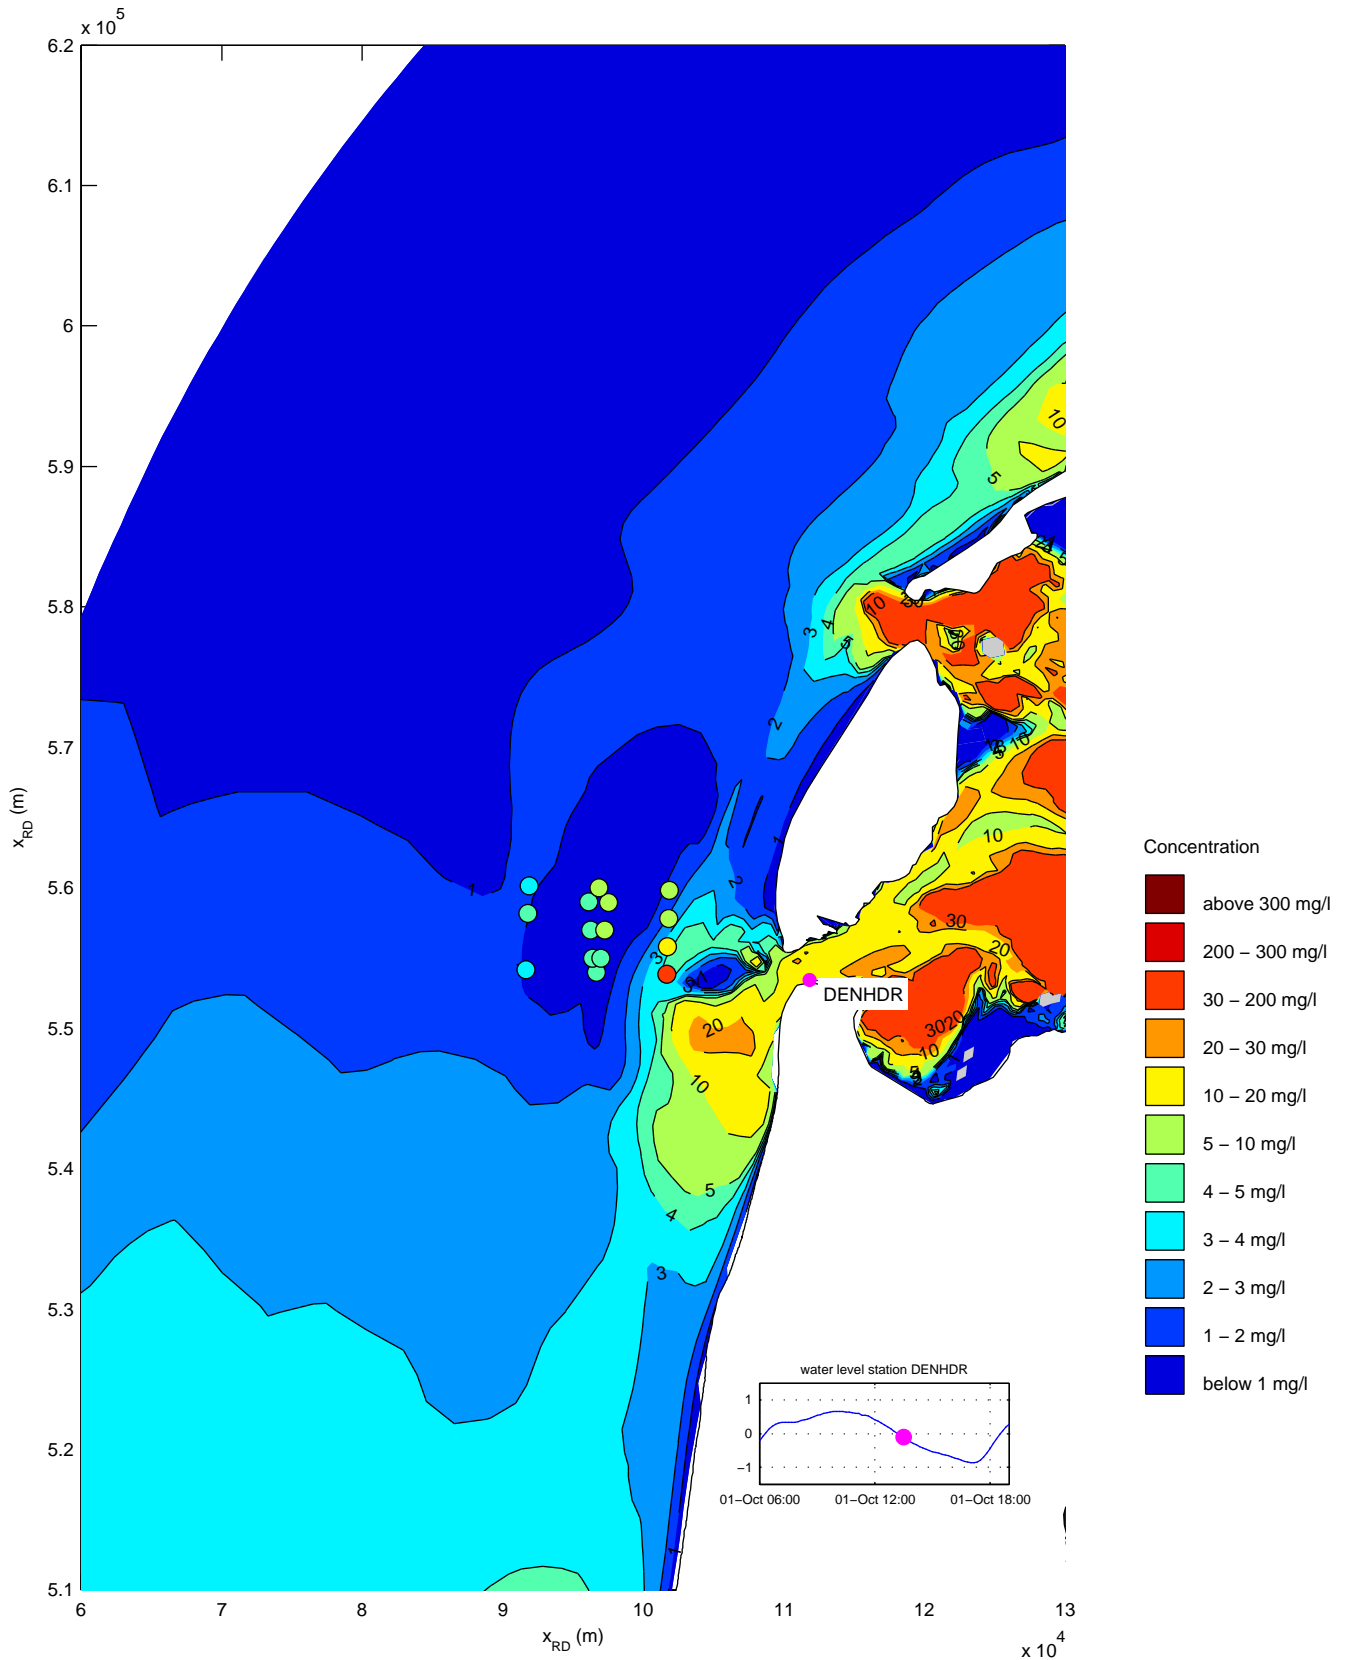 x 10^5
6.2
6.1
6
5.9
5.8
5.7
5.6
5.5
5.4
5.3
5.2
5.1
x_RD (m)
6
7
8
9
10
11
12
13
x_RD (m)
x 10^4
10
5
10
3
4
5
2
10
1
1
2
10
30
20
3
DENHDR
20
30
20
10
10
5
4
3
1
Concentration
above 300 mg/l
200 – 300 mg/l
30 – 200 mg/l
20 – 30 mg/l
10 – 20 mg/l
5 – 10 mg/l
4 – 5 mg/l
3 – 4 mg/l
2 – 3 mg/l
1 – 2 mg/l
below 1 mg/l
water level station DENHDR
1
0
−1
01–Oct 06:00
01–Oct 12:00
01–Oct 18:00